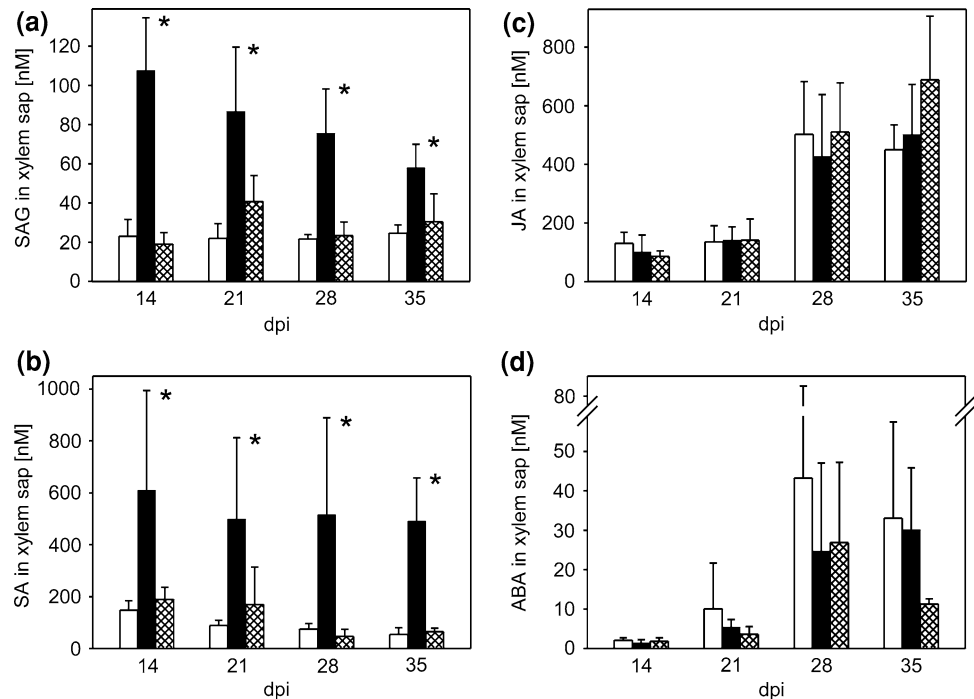 (a)
SAG in xylem sap [nM]
120
100
80
60
40
20
0
*
*
*
*
14 21 28 35
dpi
(c)
JA in xylem sap [nM]
800
600
400
200
0
14 21 28 35
dpi
(b)
SA in xylem sap [nM]
1000
800
600
400
200
0
*
*
*
*
14 21 28 35
dpi
(d)
ABA in xylem sap [nM]
80
50
40
30
20
10
0
14 21 28 35
dpi